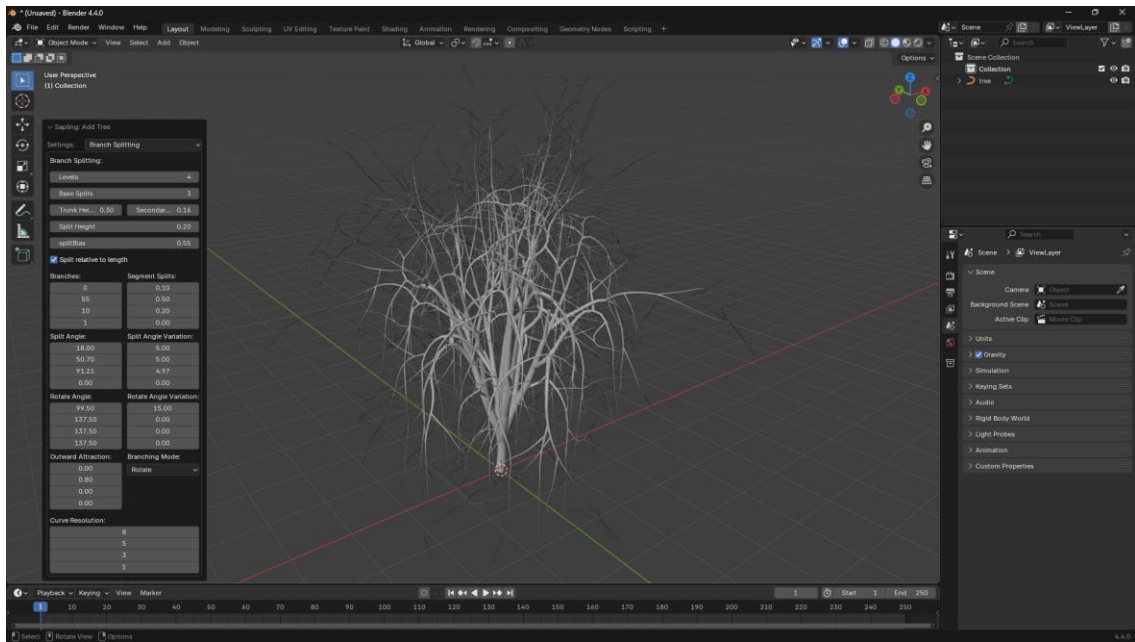 * (Unsaved) - Blender 4.4.0
File Edit Render Window Help Layout Modeling Sculpting UV Editing Texture Paint Shading Animation Rendering Compositing Geometry Nodes Scripting + Scene ViewLayer
Object Mode View Select Add Object Global Search
Options
User Perspective
(1) Collection
Scene Collection
Collection
tree
Sapling: Add Tree
Settings: Branch Splitting
Branch Splitting:
Levels 4
Base Splits 3
Trunk Hei... 0.30 Secondar... 0.16
Split Height 0.20
splitBias 0.55
Split relative to length
Branches: Segment Splits:
0 0.10
55 0.50
10 0.20
1 0.00
Split Angle: Split Angle Variation:
18.00 5.00
50.70 5.00
91.21 4.97
0.00 0.00
Rotate Angle: Rotate Angle Variation:
99.50 15.00
137.50 0.00
137.50 0.00
137.50 0.00
Outward Attraction: Branching Mode:
0.00 Rotate
0.80
0.00
0.00
Curve Resolution:
8
5
3
1
Search
Scene ViewLayer
Scene
Camera Object
Background Scene Scene
Active Clip Movie Clip
Units
Gravity
Simulation
Keying Sets
Audio
Rigid Body World
Light Probes
Animation
Custom Properties
Playback Keying View Marker 1 Start 1 End 250
1 10 20 30 40 50 60 70 80 90 100 110 120 130 140 150 160 170 180 190 200 210 220 230 240 250
Select Rotate View Options 4.4.0